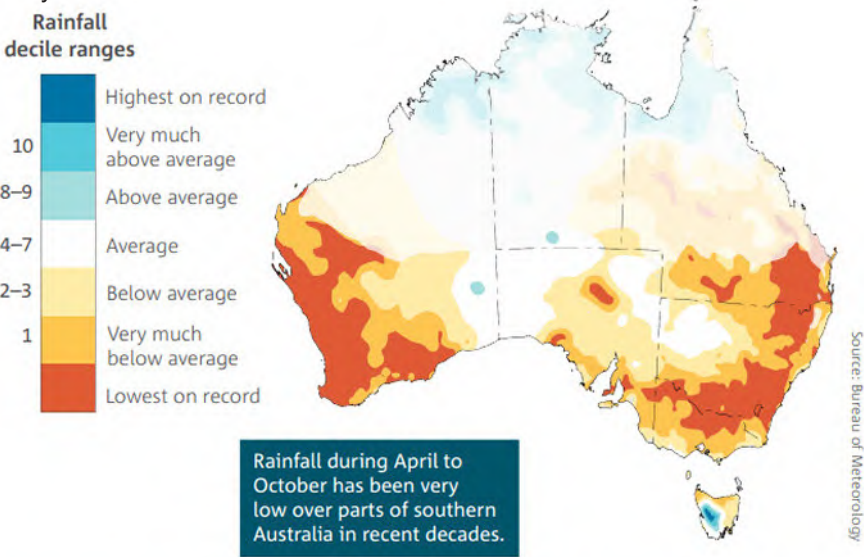 Rainfall
decile ranges
Highest on record
10
Very much
above average
8–9
Above average
4–7
Average
2–3
Below average
1
Very much
below average
Lowest on record
Rainfall during April to
October has been very
low over parts of southern
Australia in recent decades.
Source: Bureau of Meteorology